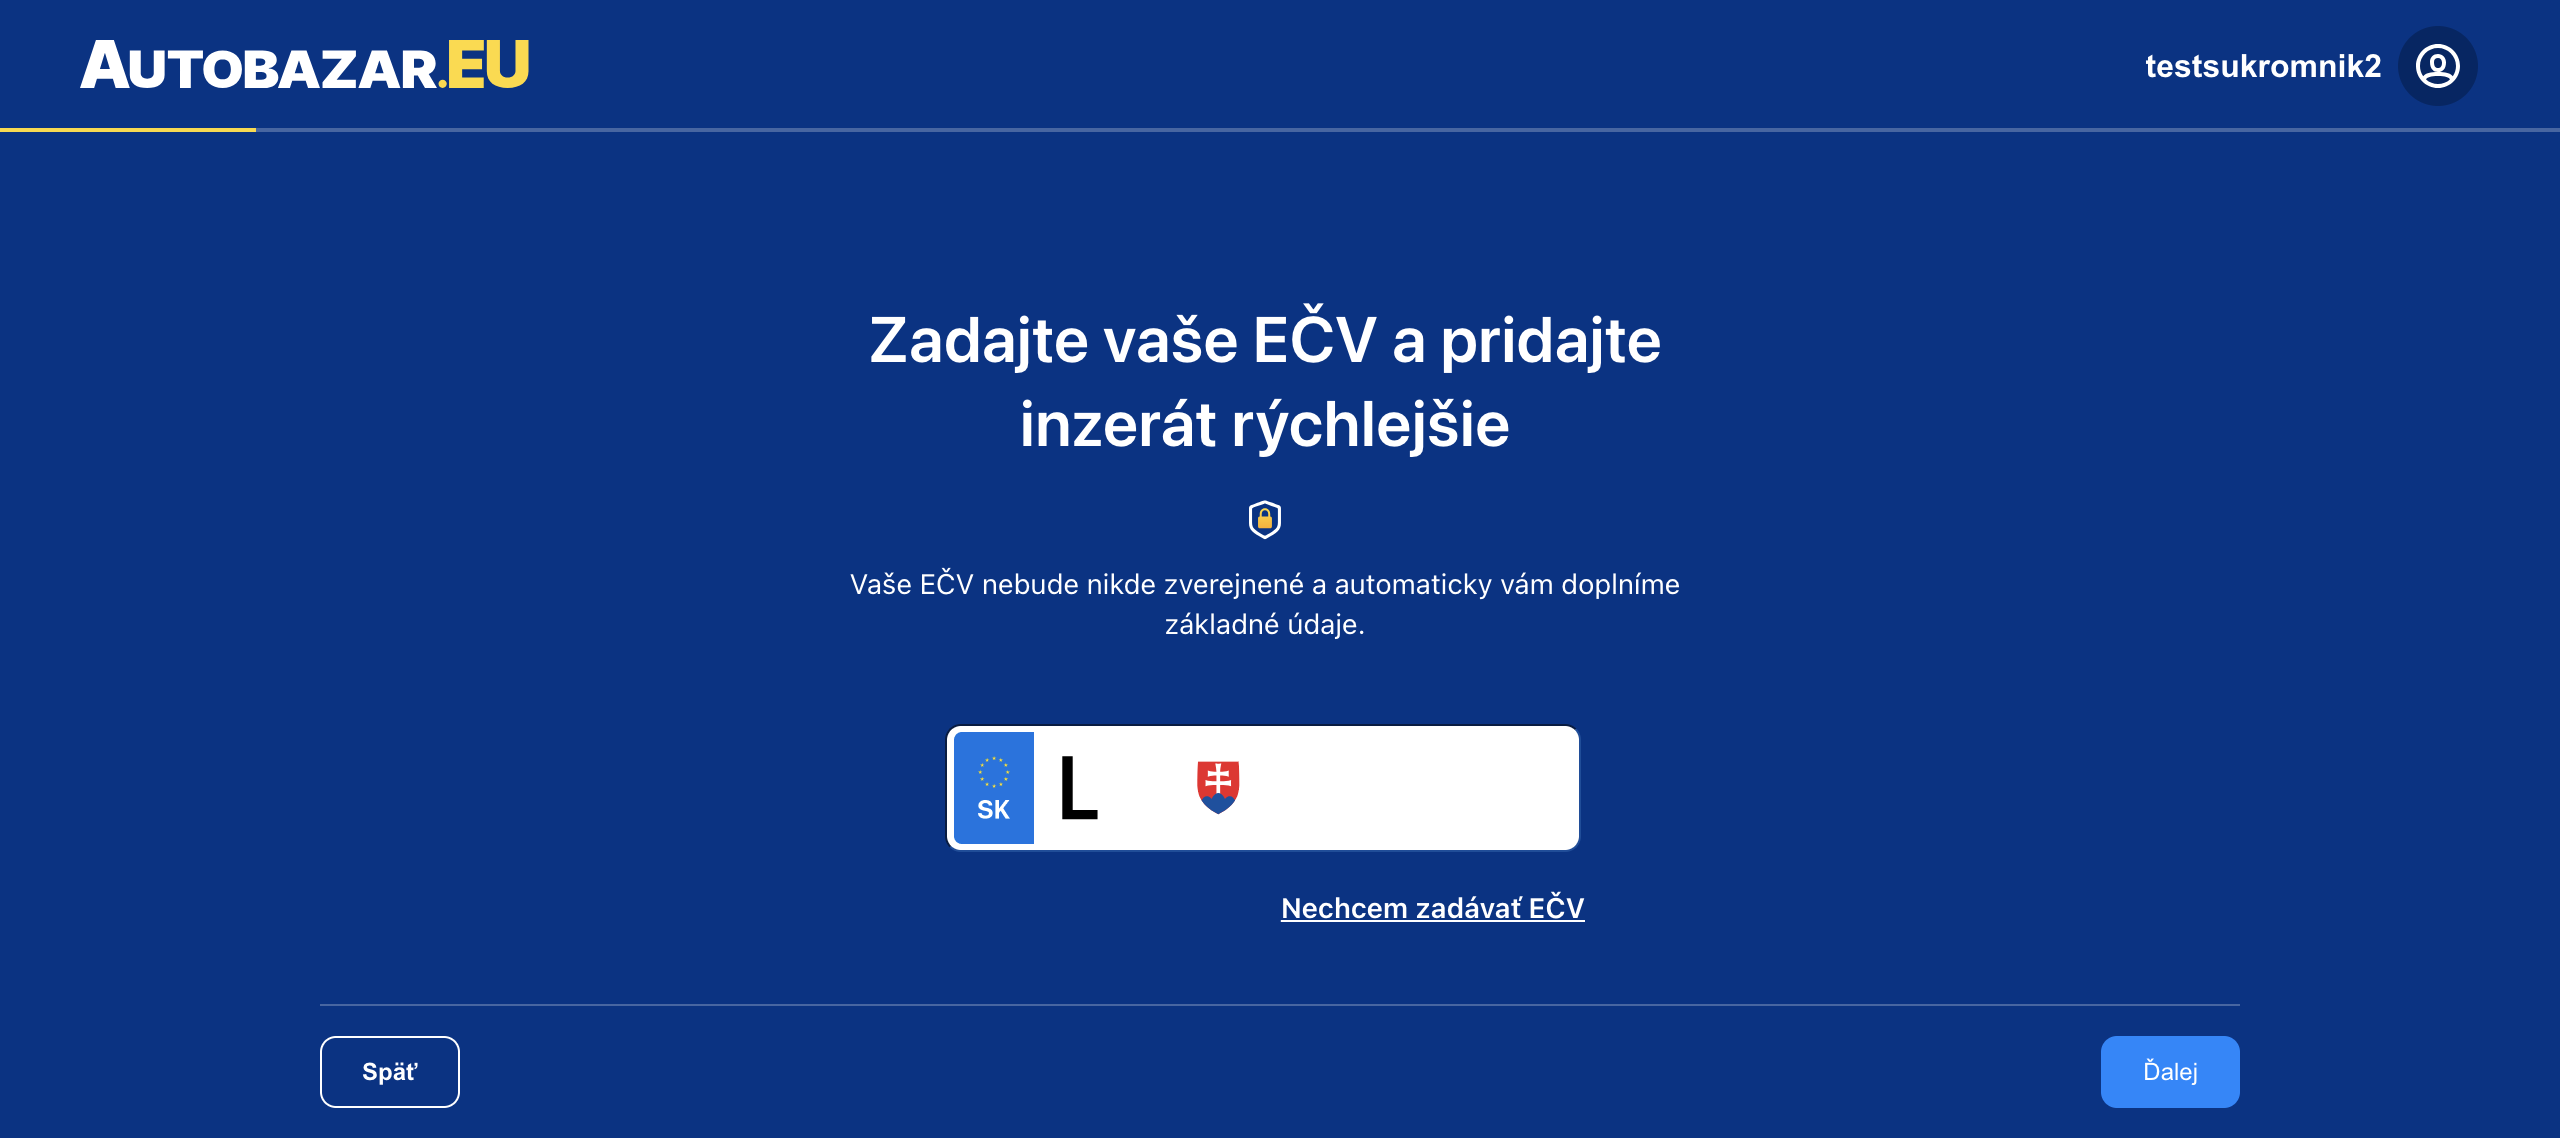 AUTOBAZAR.EU
testsukromnik2
Zadajte vaše EČV a pridajte
inzerát rýchlejšie
Vaše EČV nebude nikde zverejnené a automaticky vám doplníme
základné údaje.
SK
L
Nechcem zadávať EČV
Späť
Ďalej